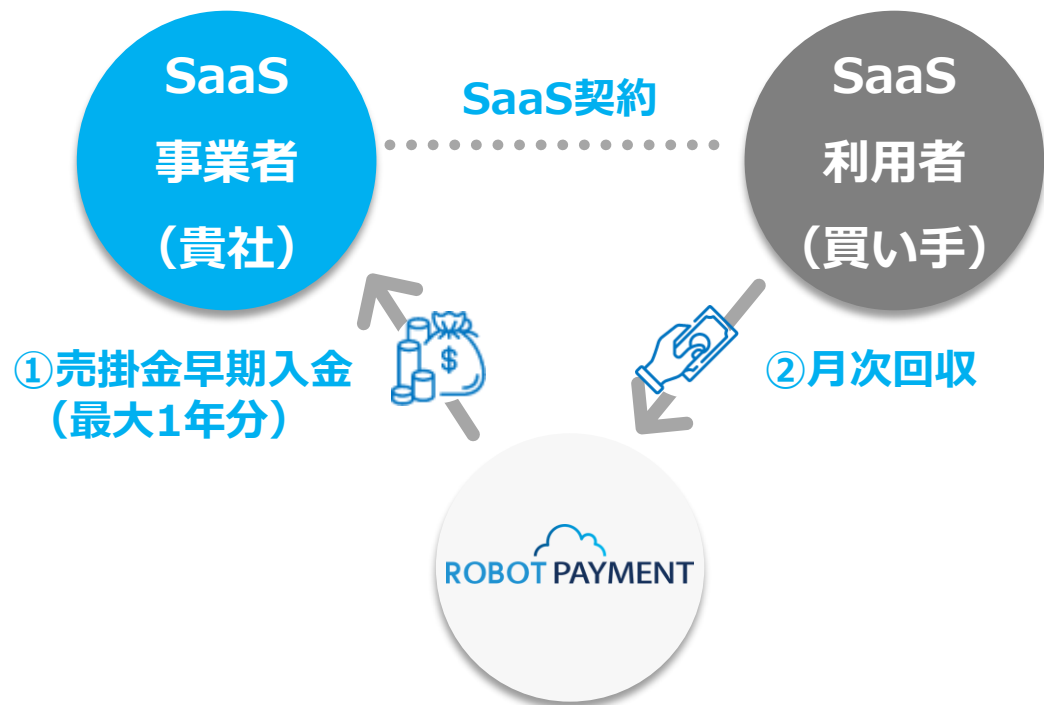 SaaS
事業者
（貴社）
SaaS契約
SaaS
利用者
（買い手）
①売掛金早期入金
（最大1年分）
$
②月次回収
ROBOT PAYMENT